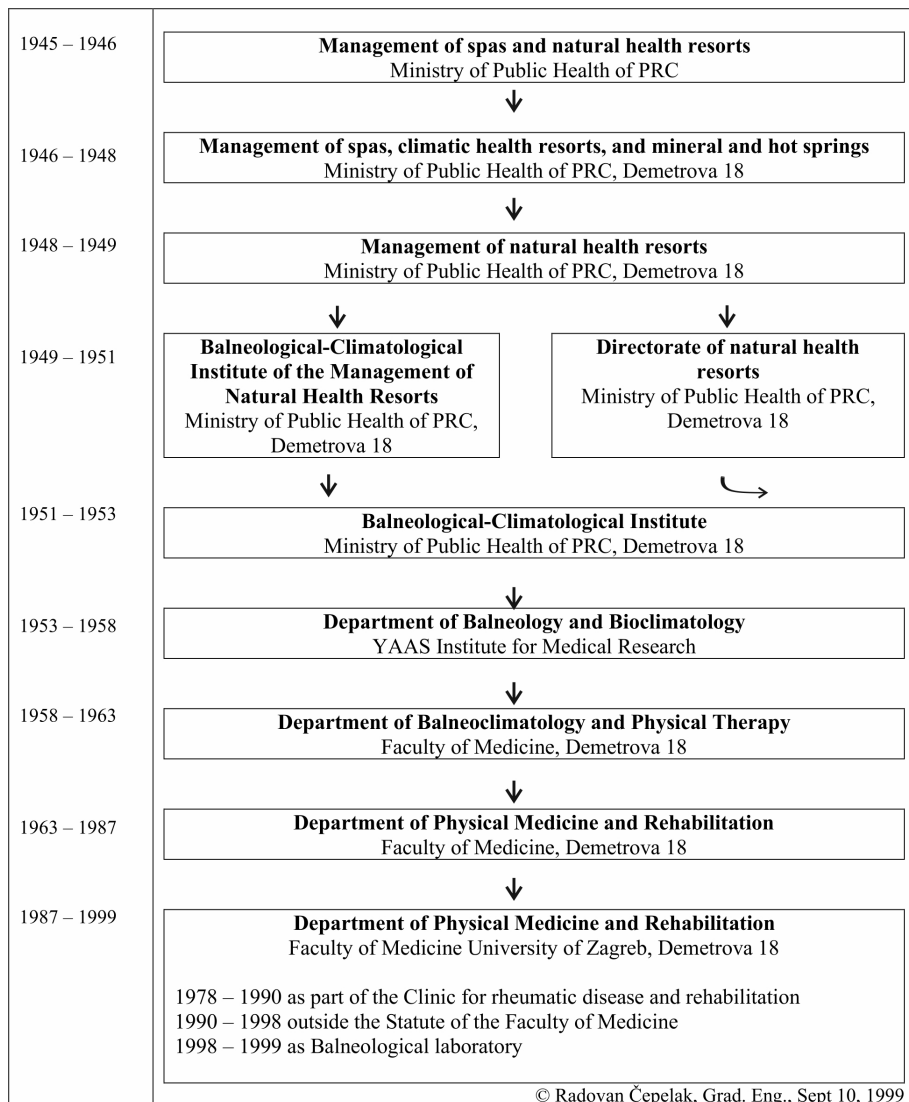 1945 – 1946
Management of spas and natural health resorts
Ministry of Public Health of PRC
1946 – 1948
Management of spas, climatic health resorts, and mineral and hot springs
Ministry of Public Health of PRC, Demetrova 18
1948 – 1949
Management of natural health resorts
Ministry of Public Health of PRC, Demetrova 18
1949 – 1951
Balneological-Climatological
Institute of the Management of
Natural Health Resorts
Ministry of Public Health of PRC,
Demetrova 18
Directorate of natural health
resorts
Ministry of Public Health of PRC,
Demetrova 18
1951 – 1953
Balneological-Climatological Institute
Ministry of Public Health of PRC, Demetrova 18
1953 – 1958
Department of Balneology and Bioclimatology
YAAS Institute for Medical Research
1958 – 1963
Department of Balneoclimatology and Physical Therapy
Faculty of Medicine, Demetrova 18
1963 – 1987
Department of Physical Medicine and Rehabilitation
Faculty of Medicine, Demetrova 18
1987 – 1999
Department of Physical Medicine and Rehabilitation
Faculty of Medicine University of Zagreb, Demetrova 18
1978 – 1990 as part of the Clinic for rheumatic disease and rehabilitation
1990 – 1998 outside the Statute of the Faculty of Medicine
1998 – 1999 as Balneological laboratory
© Radovan Čepelak, Grad. Eng., Sept 10, 1999